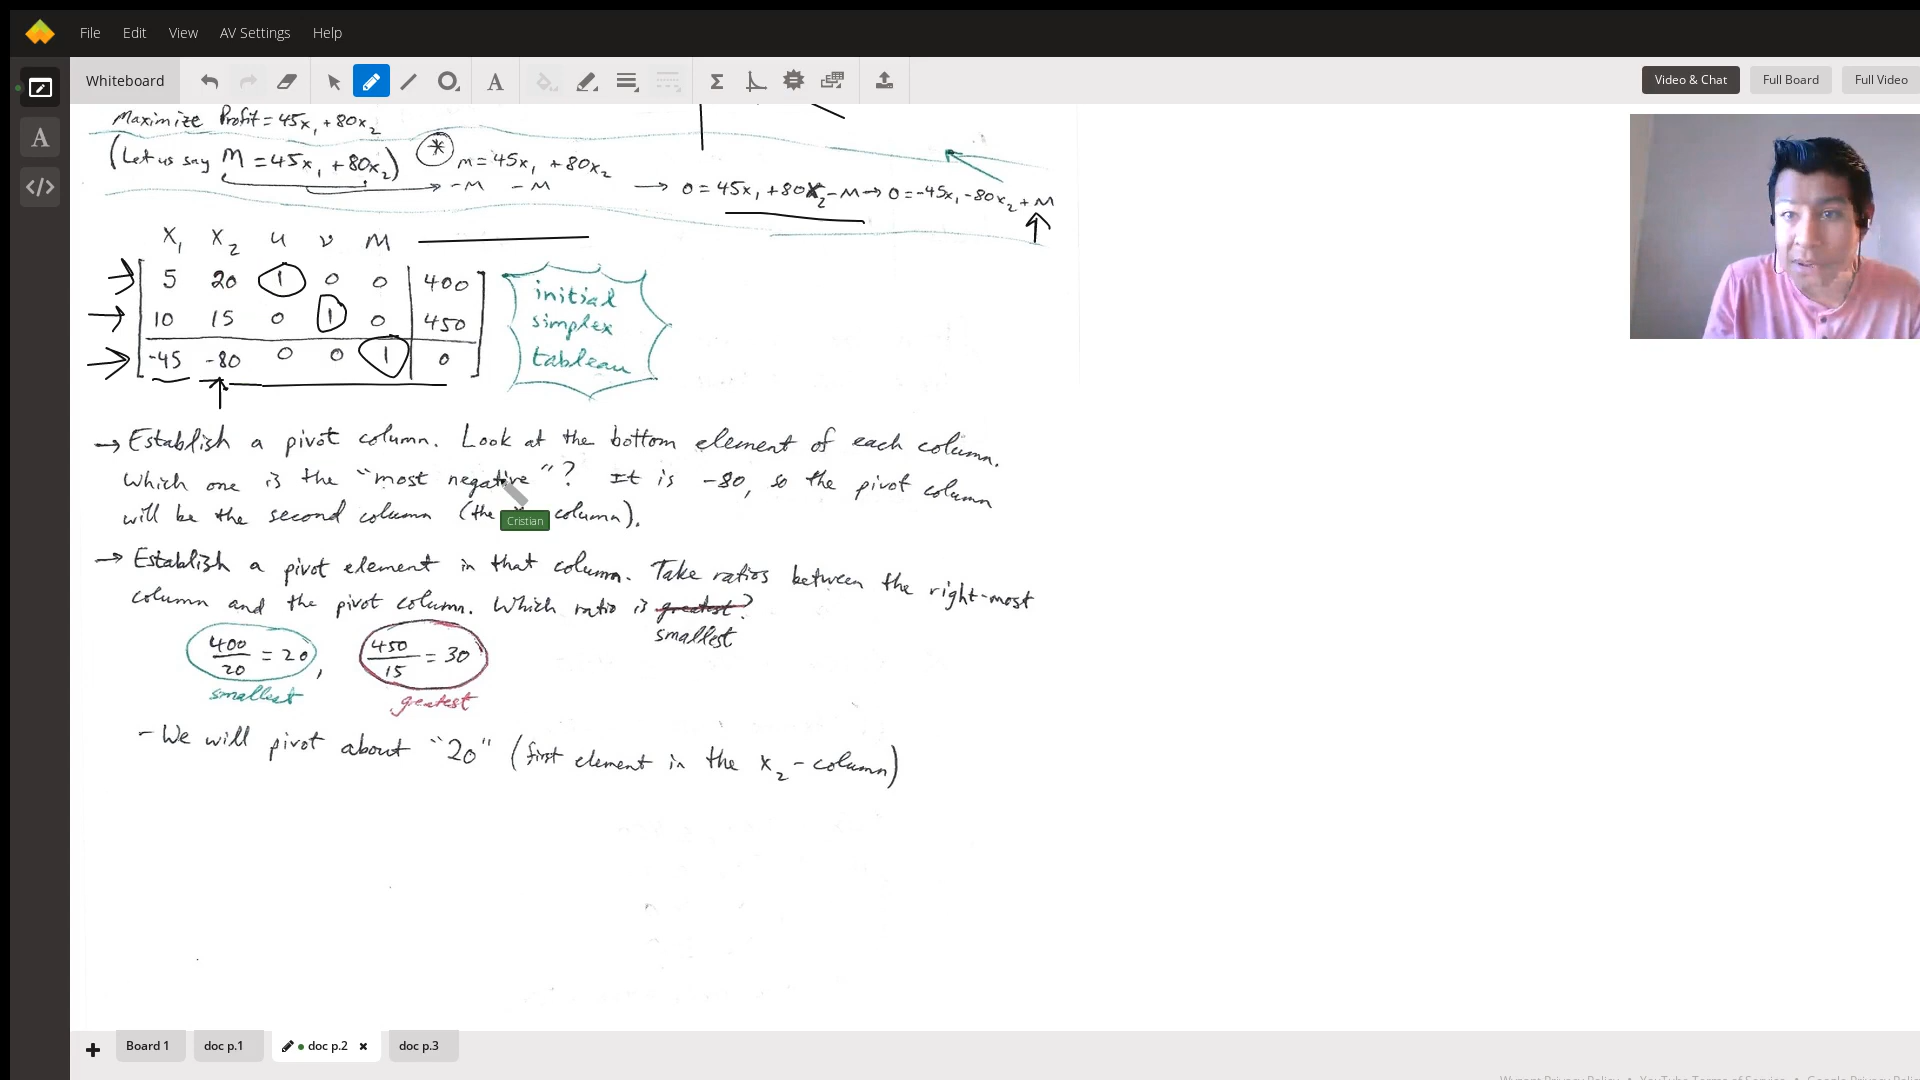 File Edit View AV Settings Help
Whiteboard A Σ Video & Chat Full Board Full Video
A
Maximize Profit = 45x₁ + 80x₂
(Let us say M = 45x₁ + 80x₂) * M = 45x₁ + 80x₂
-M -M → 0 = 45x₁ + 80x₂ - M → 0 = -45x₁ - 80x₂ + M
x₁ x₂ u v M
5 20 1 0 0 400
10 15 0 1 0 450
-45 -80 0 0 1 0
initial
simplex
tableau
→ Establish a pivot column. Look at the bottom element of each column.
Which one is the "most negative"? It is -80, so the pivot column
will be the second column (the column).
Cristian
→ Establish a pivot element in that column. Take ratios between the right-most
column and the pivot column. Which ratio is greatest?
smallest
400/20 = 20, 450/15 = 30
smallest greatest
- We will pivot about "20" (first element in the x₂-column)
+ Board 1 doc p.1 doc p.2 × doc p.3